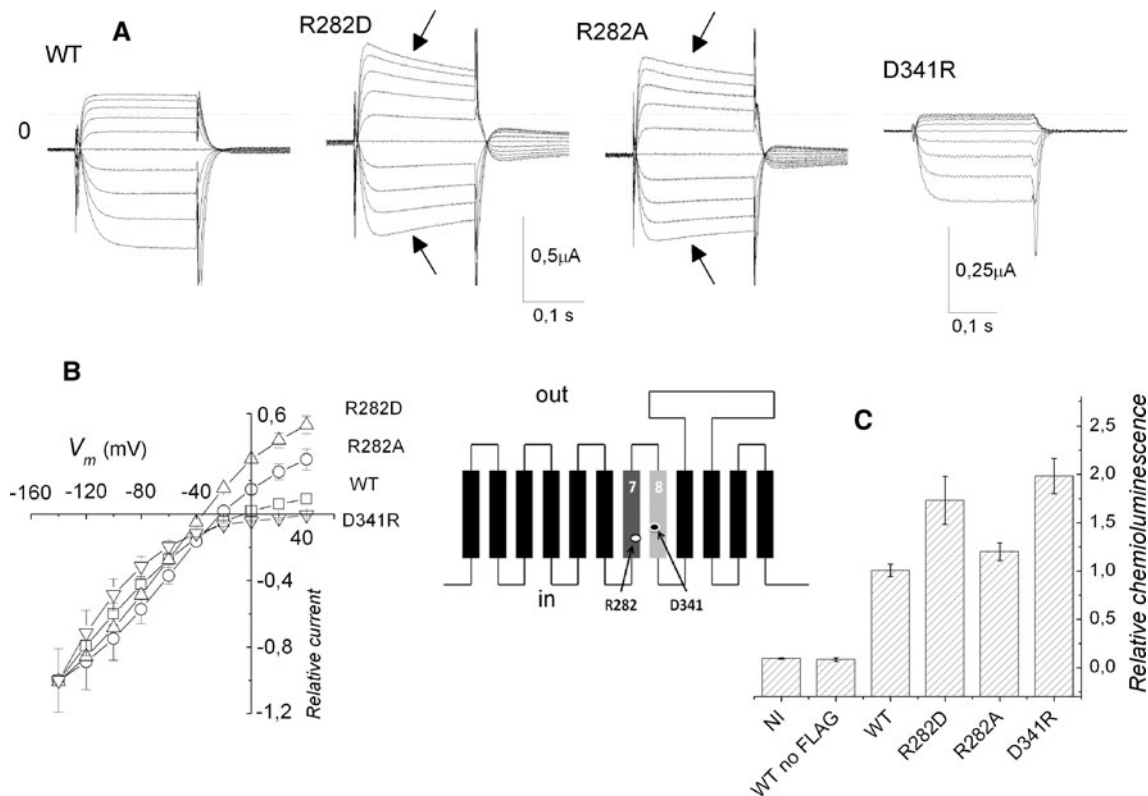 A
WT
R282D
R282A
D341R
0
0,5μA
0,1 s
0,25μA
0,1 s
B
V_m (mV)
-160 -120 -80 -40 40
0,6
-0,4
-0,8
-1,2
Relative current
R282D
R282A
WT
D341R
out
7 8
in
R282 D341
C
2,5
2,0
1,5
1,0
0,5
0,0
Relative chemioluminescence
NI
WT no FLAG
WT
R282D
R282A
D341R